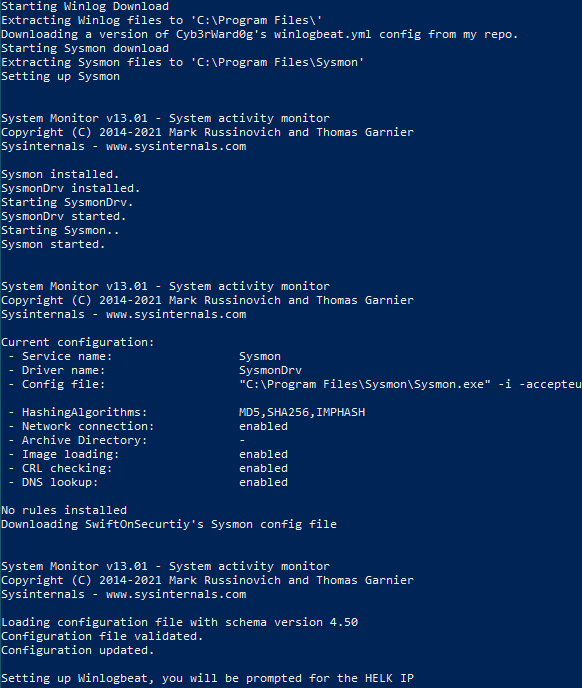 Starting Winlog Download
Extracting Winlog files to 'C:\Program Files\'
Downloading a version of Cyb3rWard0g's winlogbeat.yml config from my repo.
Starting Sysmon download
Extracting Sysmon files to 'C:\Program Files\Sysmon'
Setting up Sysmon
System Monitor v13.01 - System activity monitor
Copyright (C) 2014-2021 Mark Russinovich and Thomas Garnier
Sysinternals - www.sysinternals.com
Sysmon installed.
SysmonDrv installed.
Starting SysmonDrv.
SysmonDrv started.
Starting Sysmon..
Sysmon started.
System Monitor v13.01 - System activity monitor
Copyright (C) 2014-2021 Mark Russinovich and Thomas Garnier
Sysinternals - www.sysinternals.com
Current configuration:
- Service name: Sysmon
- Driver name: SysmonDrv
- Config file: "C:\Program Files\Sysmon\Sysmon.exe" -i -accepteu
- HashingAlgorithms: MD5,SHA256,IMPHASH
- Network connection: enabled
- Archive Directory: -
- Image loading: enabled
- CRL checking: enabled
- DNS lookup: enabled
No rules installed
Downloading SwiftOnSecurtiy's Sysmon config file
System Monitor v13.01 - System activity monitor
Copyright (C) 2014-2021 Mark Russinovich and Thomas Garnier
Sysinternals - www.sysinternals.com
Loading configuration file with schema version 4.50
Configuration file validated.
Configuration updated.
Setting up Winlogbeat, you will be prompted for the HELK IP